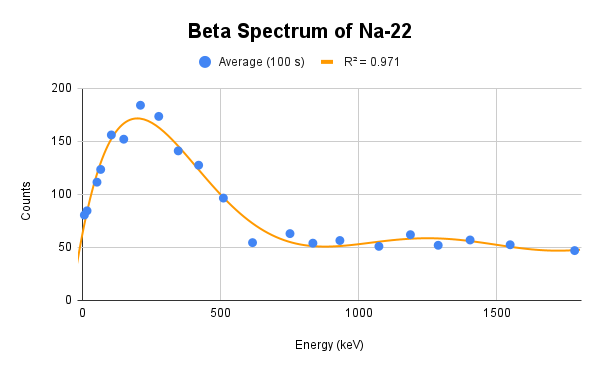 Beta Spectrum of Na-22
Average (100 s) R² = 0.971
200
150
100
50
0
Counts
0 500 1000 1500
Energy (keV)